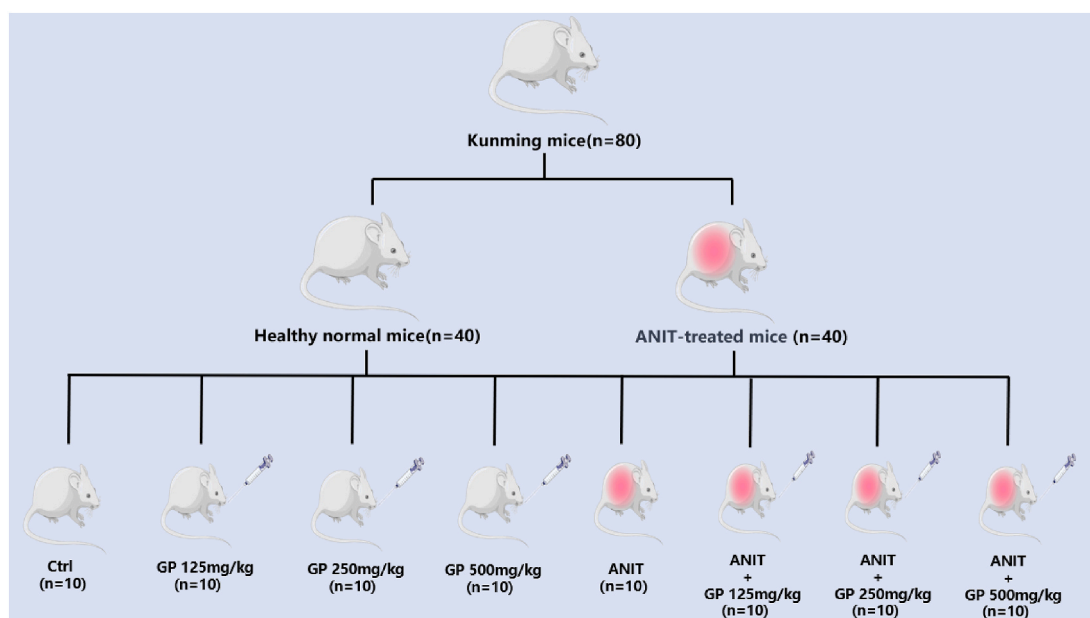 Kunming mice(n=80)
Healthy normal mice(n=40)
ANIT-treated mice (n=40)
Ctrl
(n=10)
GP 125mg/kg
(n=10)
GP 250mg/kg
(n=10)
GP 500mg/kg
(n=10)
ANIT
(n=10)
ANIT
+
GP 125mg/kg
(n=10)
ANIT
+
GP 250mg/kg
(n=10)
ANIT
+
GP 500mg/kg
(n=10)